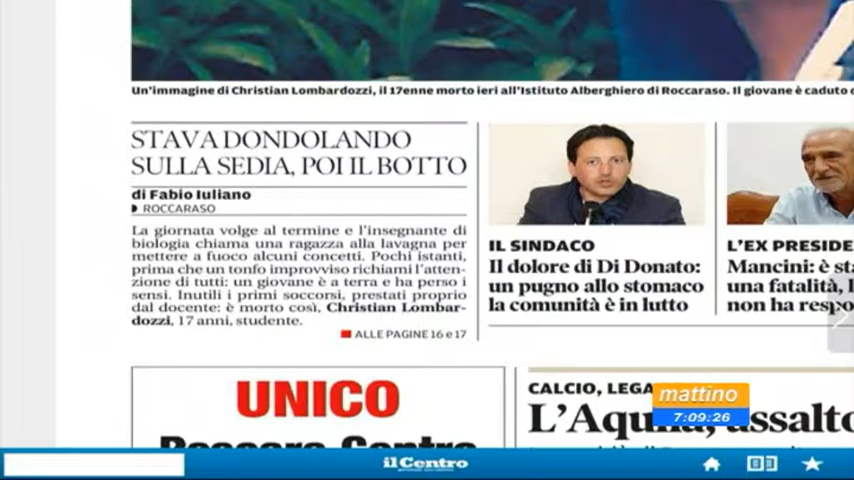 Un'immagine di Christian Lombardozzi, il 17enne morto ieri all'Istituto Alberghiero di Roccaraso. Il giovane è caduto
STAVA DONDOLANDO
SULLA SEDIA, POI IL BOTTO
di Fabio Iuliano
ROCCARASO
La giornata volge al termine e l'insegnante di
biologia chiama una ragazza alla lavagna per
mettere a fuoco alcuni concetti. Pochi istanti,
prima che un tonfo improvviso richiami l'atten-
zione di tutti: un giovane è a terra e ha perso i
sensi. Inutili i primi soccorsi, prestati proprio
dal docente: è morto così, Christian Lombar-
dozzi, 17 anni, studente.
ALLE PAGINE 16 e 17
IL SINDACO
Il dolore di Di Donato:
un pugno allo stomaco
la comunità è in lutto
L'EX PRESIDE
Mancini: è sta
una fatalità, l
non ha respo
UNICO
CALCIO, LEGA
L'Aquila, assalto
mattino
7:09:26
il Centro